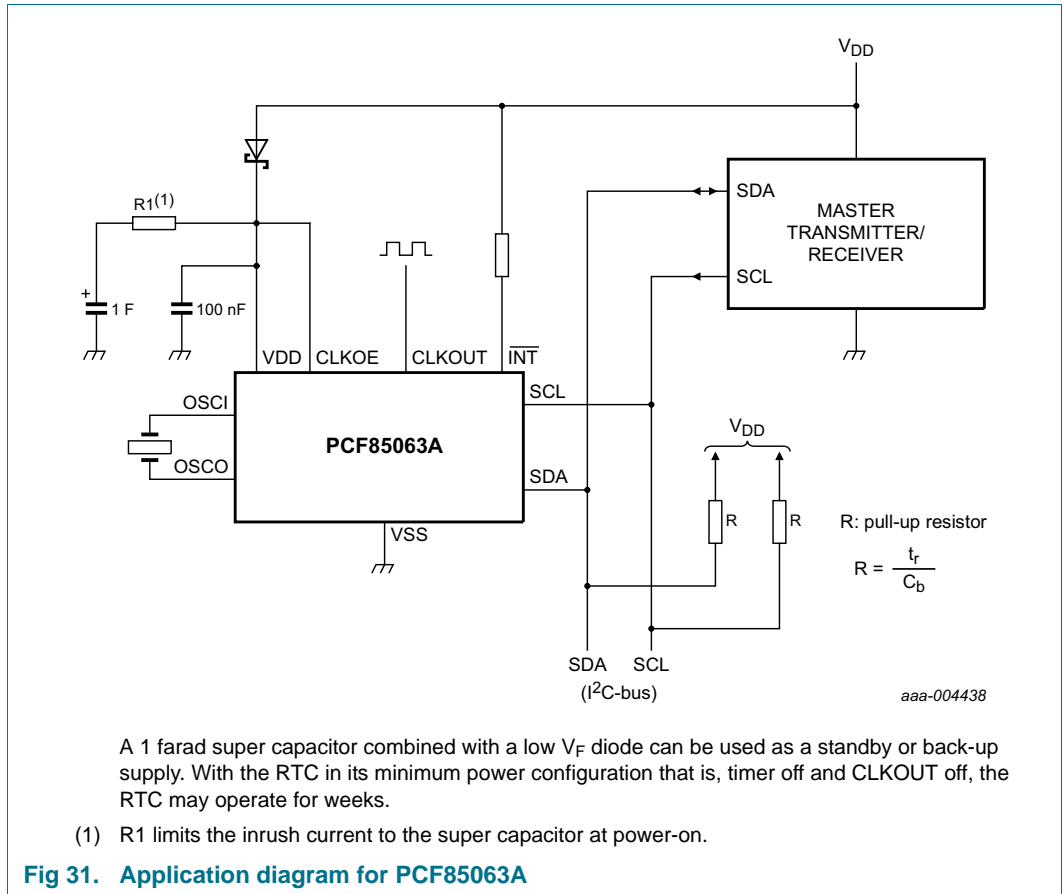 VDD
R1(1)
SDA
MASTER
TRANSMITTER/
RECEIVER
SCL
+
1 F
100 nF
VDD
CLKOE
CLKOUT
INT
OSCI
SCL
PCF85063A
OSCO
SDA
VSS
VDD
R
R
R: pull-up resistor
R = tr / Cb
SDA SCL
(I2C-bus)
aaa-004438
A 1 farad super capacitor combined with a low VF diode can be used as a standby or back-up
supply. With the RTC in its minimum power configuration that is, timer off and CLKOUT off, the
RTC may operate for weeks.
(1) R1 limits the inrush current to the super capacitor at power-on.
Fig 31. Application diagram for PCF85063A